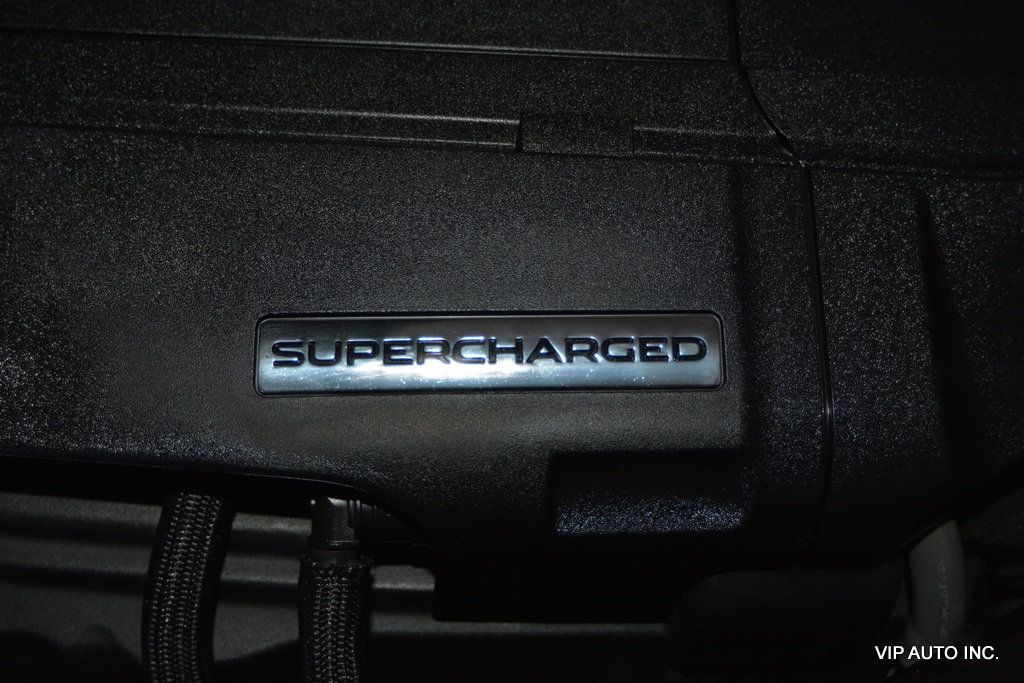 SUPERCHARGED
VIP AUTO INC.